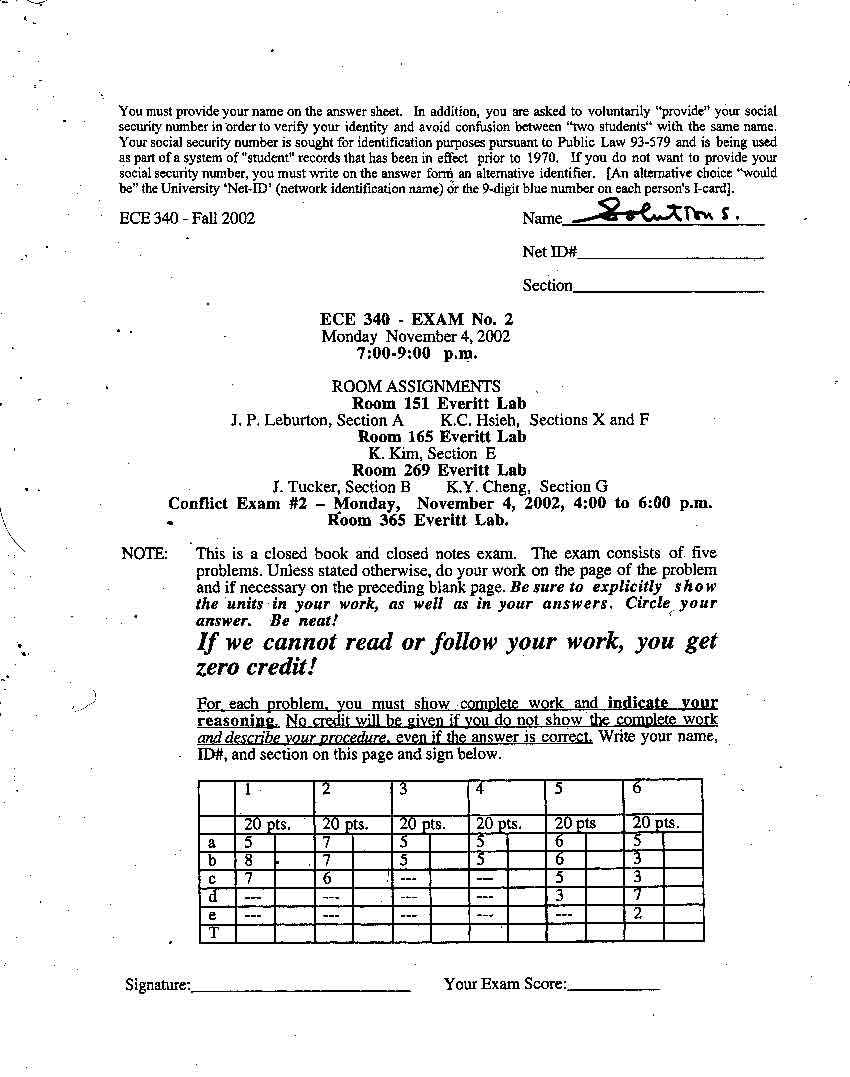 You must provide your name on the answer sheet. In addition, you are asked to voluntarily "provide" your social
security number in order to verify your identity and avoid confusion between "two students" with the same name.
Your social security number is sought for identification purposes pursuant to Public Law 93-579 and is being used
as part of a system of "student" records that has been in effect prior to 1970. If you do not want to provide your
social security number, you must write on the answer form an alternative identifier. [An alternative choice "would
be" the University 'Net-ID' (network identification name) or the 9-digit blue number on each person's I-card].
ECE 340 - Fall 2002 Name Solutions.
Net ID#
Section
ECE 340 - EXAM No. 2
Monday November 4, 2002
7:00-9:00 p.m.
ROOM ASSIGNMENTS
Room 151 Everitt Lab
J. P. Leburton, Section A K.C. Hsieh, Sections X and F
Room 165 Everitt Lab
K. Kim, Section E
Room 269 Everitt Lab
J. Tucker, Section B K.Y. Cheng, Section G
Conflict Exam #2 – Monday, November 4, 2002, 4:00 to 6:00 p.m.
Room 365 Everitt Lab.
NOTE: This is a closed book and closed notes exam. The exam consists of five
problems. Unless stated otherwise, do your work on the page of the problem
and if necessary on the preceding blank page. Be sure to explicitly show
the units in your work, as well as in your answers. Circle your
answer. Be neat!
If we cannot read or follow your work, you get
zero credit!
For each problem, you must show complete work and indicate your
reasoning. No credit will be given if you do not show the complete work
and describe your procedure, even if the answer is correct. Write your name,
ID#, and section on this page and sign below.
1 2 3 4 5 6
20 pts. 20 pts. 20 pts. 20 pts. 20 pts 20 pts.
a 5 7 5 5 6 5
b 8 7 5 5 6 3
c 7 6 --- --- 5 3
d --- --- --- --- 3 7
e --- --- --- --- --- 2
T
Signature: Your Exam Score: